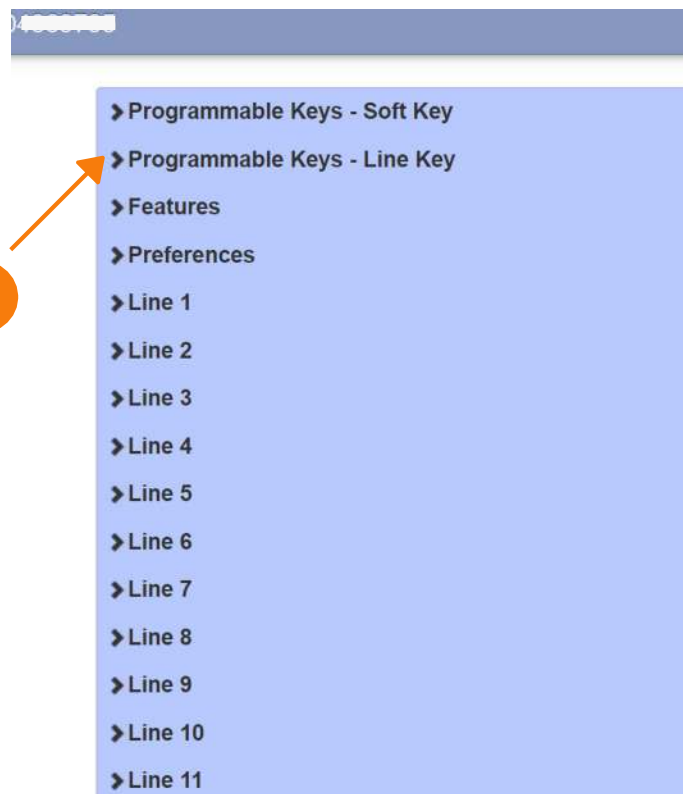 Programmable Keys - Soft Key
Programmable Keys - Line Key
Features
Preferences
Line 1
Line 2
Line 3
Line 4
Line 5
Line 6
Line 7
Line 8
Line 9
Line 10
Line 11